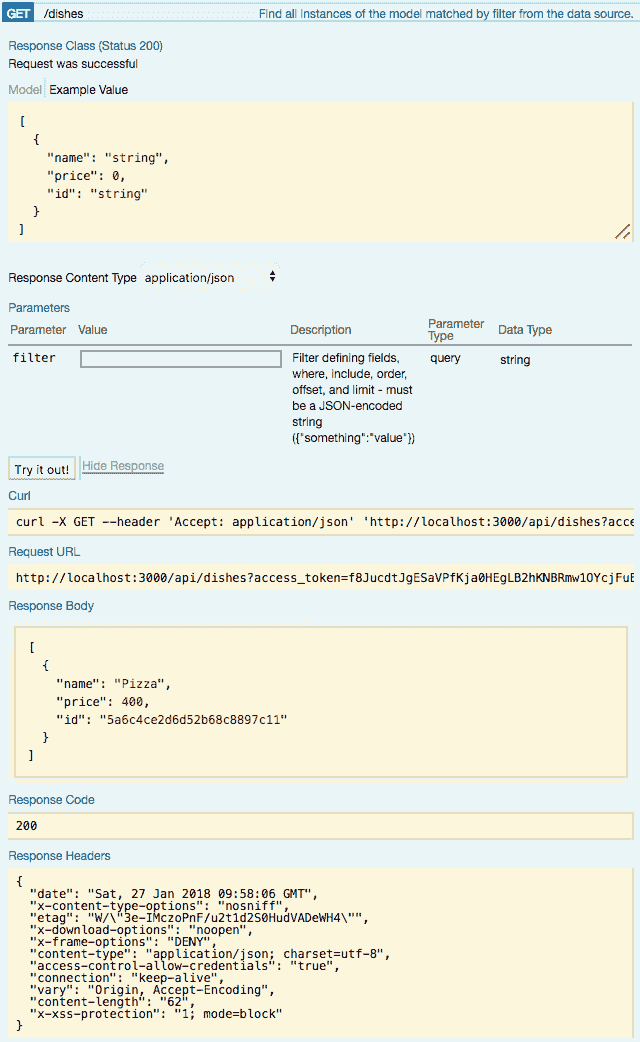 GET /dishes Find all instances of the model matched by filter from the data source.
Response Class (Status 200)
Request was successful
Model Example Value
[
{
"name": "string",
"price": 0,
"id": "string"
}
]
Response Content Type application/json
Parameters
Parameter Value Description Parameter Type Data Type
filter Filter defining fields, where, include, order, offset, and limit - must be a JSON-encoded string ({"something":"value"}) query string
Try it out! Hide Response
Curl
curl -X GET --header 'Accept: application/json' 'http://localhost:3000/api/dishes?acce
Request URL
http://localhost:3000/api/dishes?access_token=f8JucdtJgESaVPfKja0HEgLB2hKNBRmw1OYcjFuE
Response Body
[
{
"name": "Pizza",
"price": 400,
"id": "5a6c4ce2d6d52b68c8897c11"
}
]
Response Code
200
Response Headers
{
"date": "Sat, 27 Jan 2018 09:58:06 GMT",
"x-content-type-options": "nosniff",
"etag": "W/\"3e-IMczoPnF/u2t1d2S0HudVADeWH4\"",
"x-download-options": "noopen",
"x-frame-options": "DENY",
"content-type": "application/json; charset=utf-8",
"access-control-allow-credentials": "true",
"connection": "keep-alive",
"vary": "Origin, Accept-Encoding",
"content-length": "62",
"x-xss-protection": "1; mode=block"
}